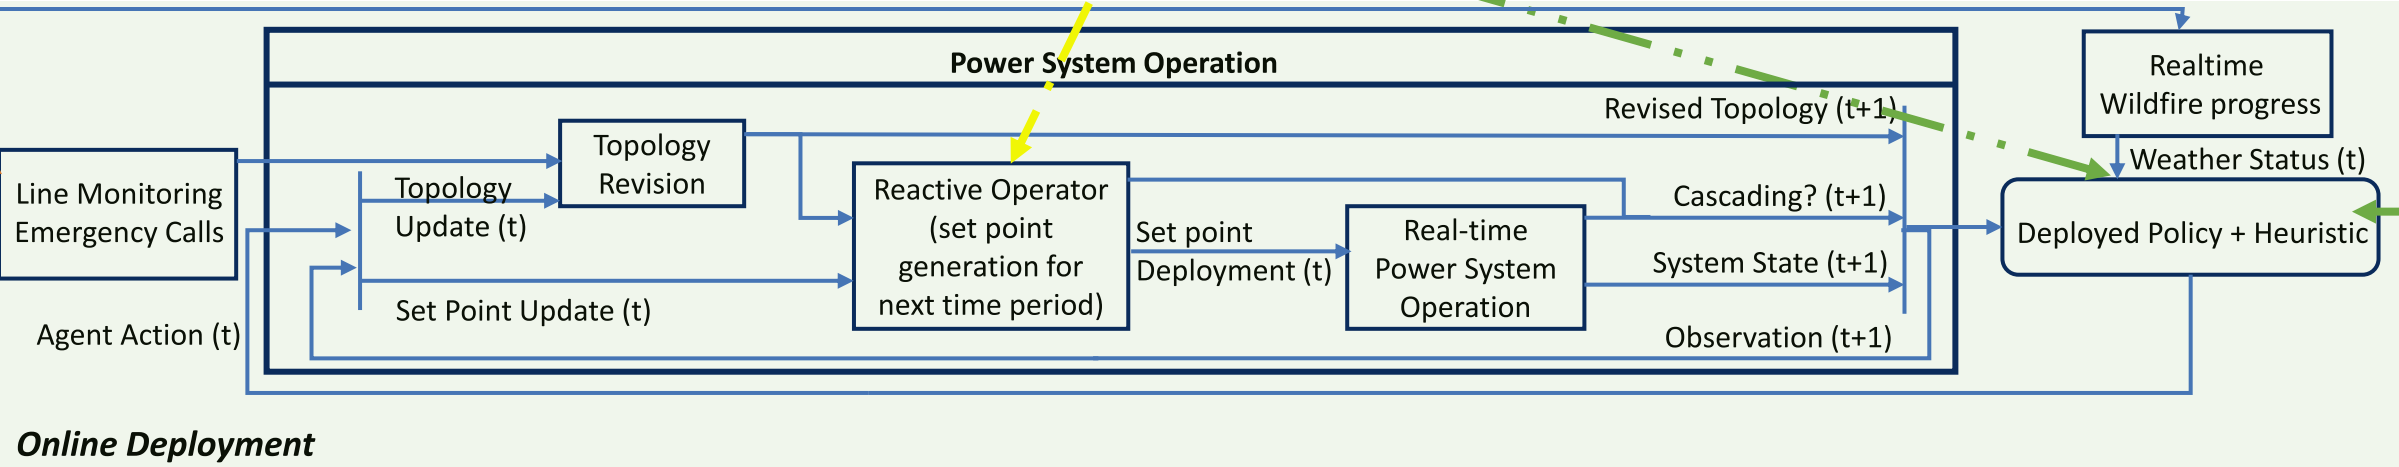 Power System Operation
Realtime
Wildfire progress
Revised Topology (t+1)
Topology
Revision
Weather Status (t)
Line Monitoring
Emergency Calls
Topology
Update (t)
Reactive Operator
(set point
generation for
next time period)
Cascading? (t+1)
Set point
Deployment (t)
Real-time
Power System
Operation
Deployed Policy + Heuristic
System State (t+1)
Set Point Update (t)
Agent Action (t)
Observation (t+1)
Online Deployment